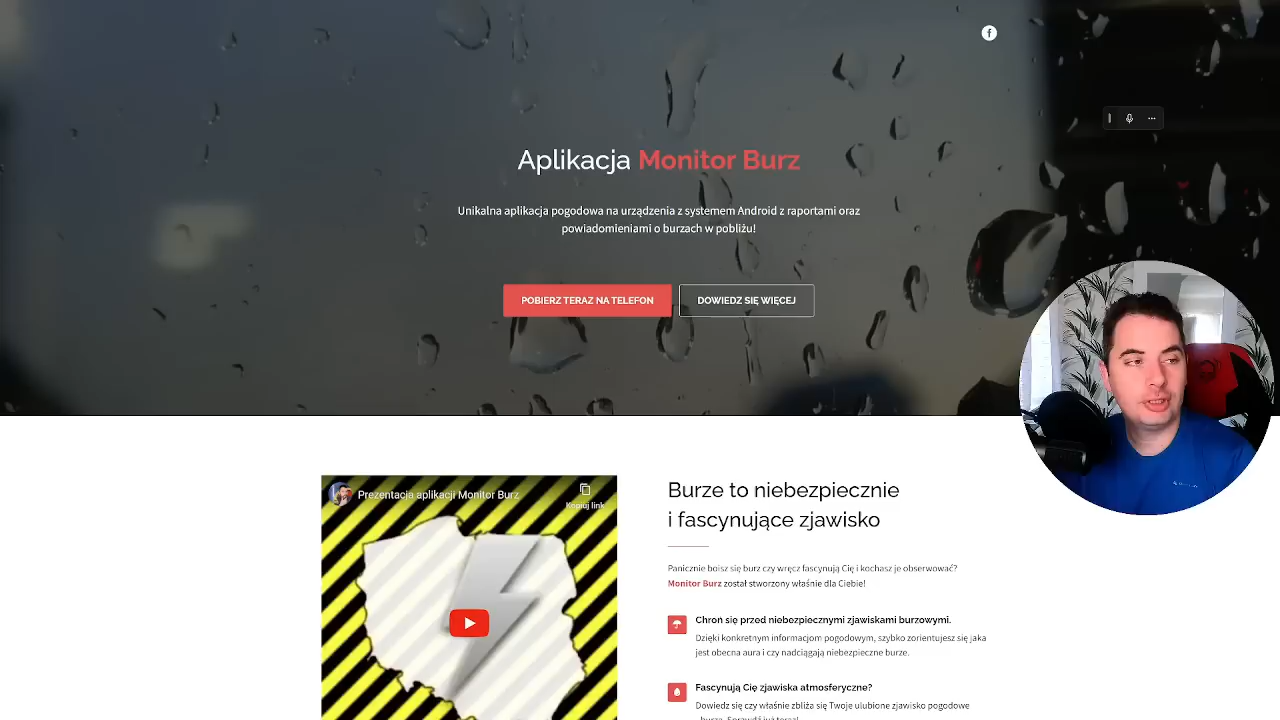 Aplikacja Monitor Burz
Unikalna aplikacja pogodowa na urządzenia z systemem Android z raportami oraz
powiadomieniami o burzach w pobliżu!
POBIERZ TERAZ NA TELEFON
DOWIEDZ SIĘ WIĘCEJ
Prezentacja aplikacji Monitor Burz
Kopiuj link
Burze to niebezpiecznie
i fascynujące zjawisko
Panicznie boisz się burz czy wręcz fascynują Cię i kochasz je obserwować?
Monitor Burz został stworzony właśnie dla Ciebie!
Chroń się przed niebezpiecznymi zjawiskami burzowymi.
Dzięki konkretnym informacjom pogodowym, szybko zorientujesz się jaka
jest obecna aura i czy nadciągają niebezpieczne burze.
Fascynują Cię zjawiska atmosferyczne?
Dowiedz się czy właśnie zbliża się Twoje ulubione zjawisko pogodowe
- burze. Sprawdź już teraz!